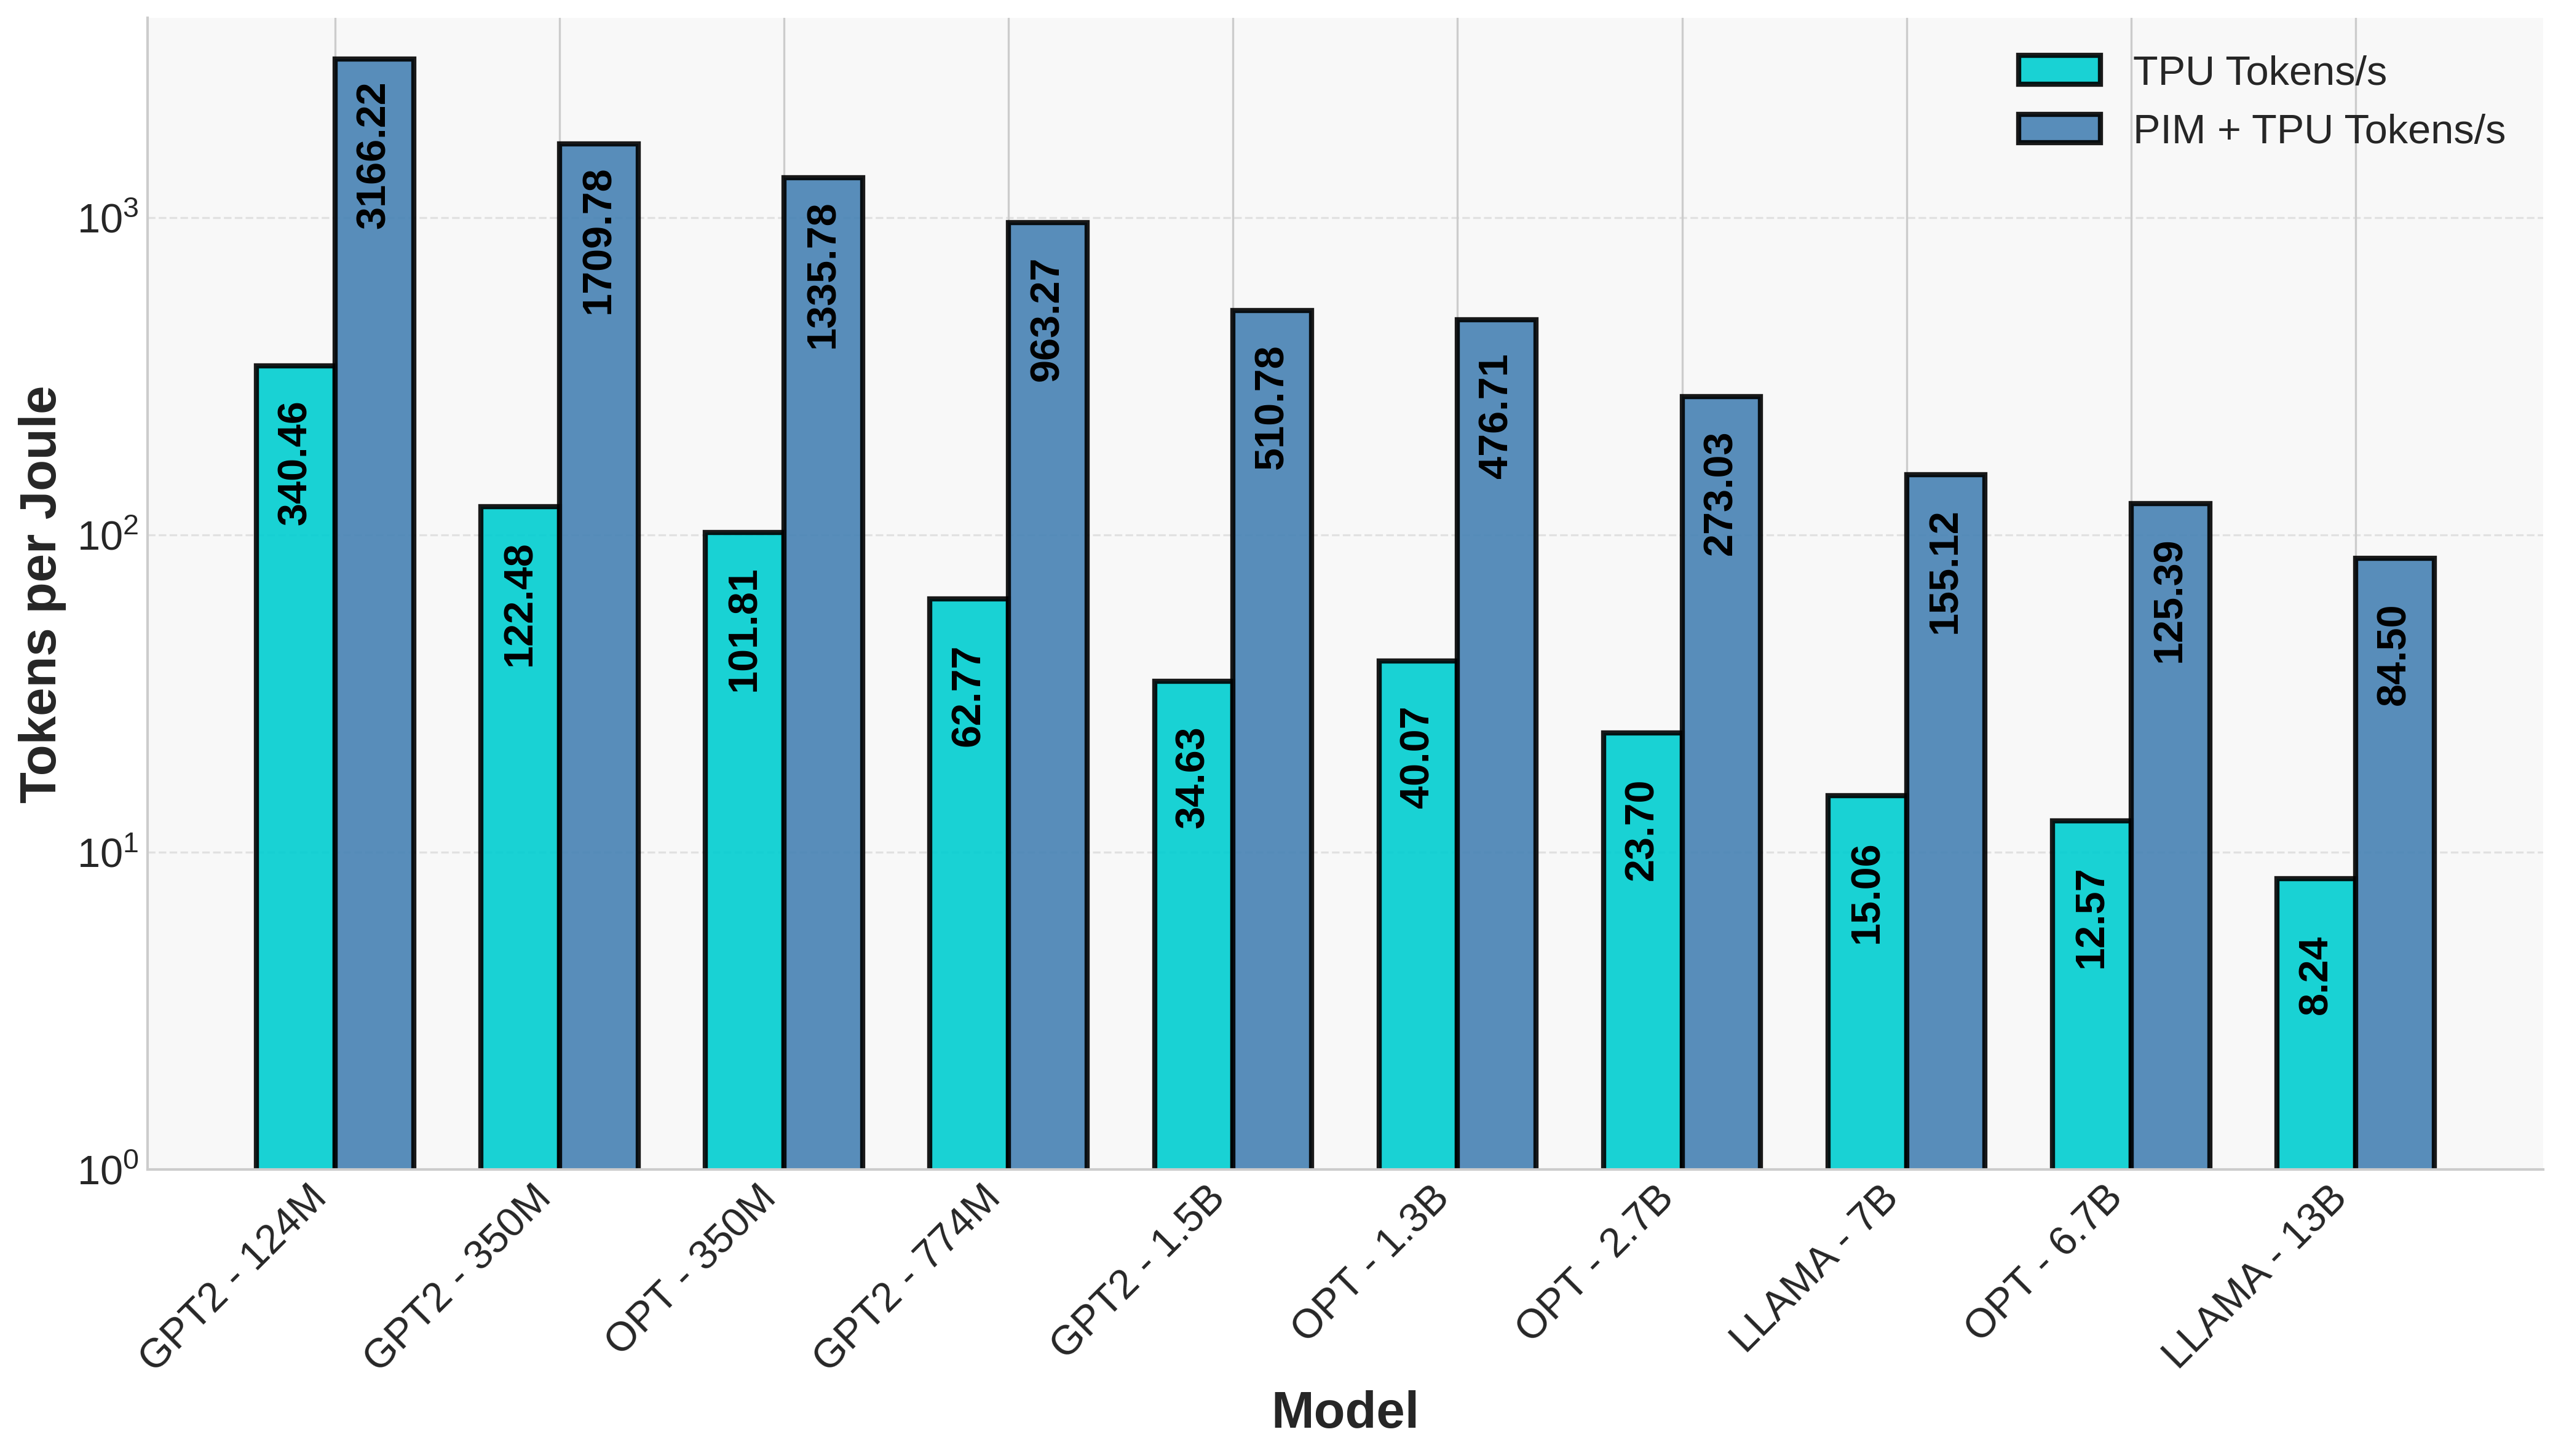 TPU Tokens/s
PIM + TPU Tokens/s
Tokens per Joule
10³
10²
10¹
10⁰
340.46
3166.22
122.48
1709.78
101.81
1335.78
62.77
963.27
34.63
510.78
40.07
476.71
23.70
273.03
15.06
155.12
12.57
125.39
8.24
84.50
GPT2 - 124M
GPT2 - 350M
OPT - 350M
GPT2 - 774M
GPT2 - 1.5B
OPT - 1.3B
OPT - 2.7B
LLAMA - 7B
OPT - 6.7B
LLAMA - 13B
Model